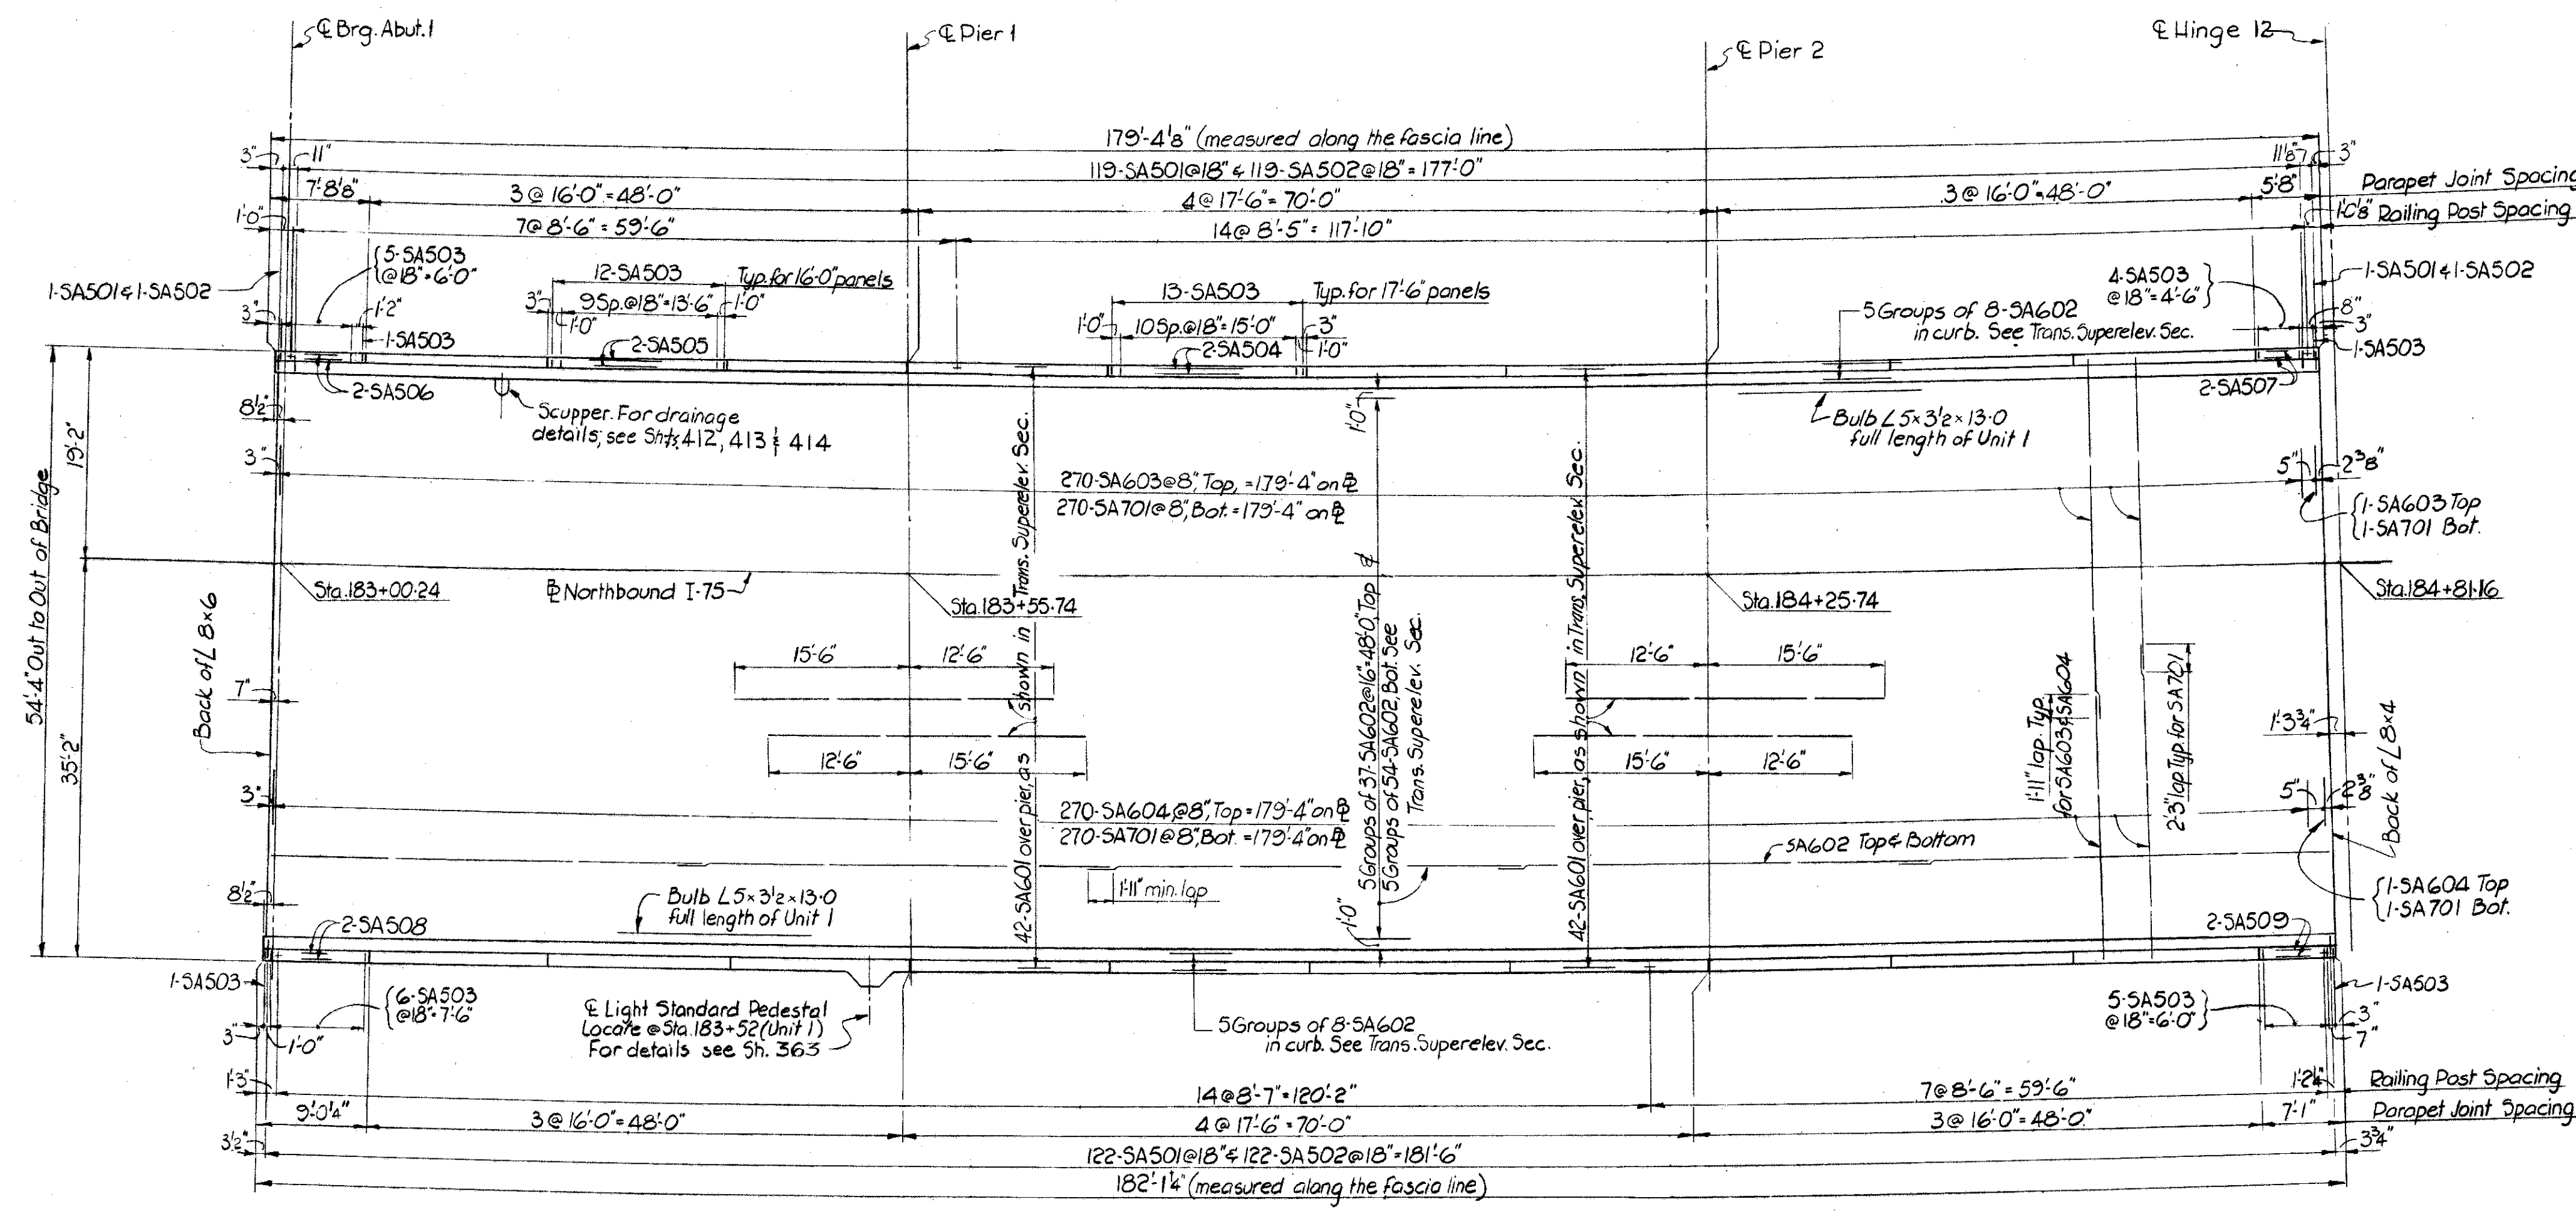 ℄ Brg. Abut. 1
℄ Pier 1
℄ Pier 2
℄ Hinge 12
179'-4⅛" (measured along the fascia line)
3"
11"
119-SA501@18" & 119-SA502@18" = 177'-0"
11⅛"
3"
7'-8⅛"
3 @ 16'-0" = 48'-0"
4 @ 17'-6" = 70'-0"
3 @ 16'-0" = 48'-0"
5'-8"
Parapet Joint Spacing
1'-0"
7 @ 8'-6" = 59'-6"
14 @ 8'-5" = 117'-10"
1'-0⅛"
Railing Post Spacing
1-SA501 & 1-SA502
5-SA503
@18" = 6'-0"
12-SA503
Typ. for 16'-0" panels
13-SA503
Typ. for 17'-6" panels
4-SA503
@18" = 4'-6"
1-SA501 & 1-SA502
3"
1'-2"
3"
9 Sp. @18" = 13'-6"
1'-0"
1'-0"
1'-0"
10 Sp. @18" = 15'-0"
3"
1'-0"
5 Groups of 8-SA602
in curb. See Trans. Superelev. Sec.
8"
3"
1-SA503
2-SA505
2-SA504
1-SA503
2-SA506
2-SA507
8½"
Scupper. For drainage
details, see Shts. 412, 413 & 414
1'-0"
Bulb L 5×3½×13.0
full length of Unit 1
54'-4" Out to Out of Bridge
19'-2"
3"
270-SA603@8", Top, = 179'-4" on ℞
270-SA701@8", Bot. = 179'-4" on ℞
5"
2⅜"
1-SA603 Top
1-SA701 Bot.
Sta. 183+00.24
℞ Northbound I-75
Sta. 183+55.74
Sta. 184+25.74
Sta. 184+81.16
42-SA601 over pier, as shown in Trans. Superelev. Sec.
5 Groups of 37-SA602@16" = 48'-0", Top &
5 Groups of 54-SA602, Bot. See
Trans. Superelev. Sec.
42-SA601 over pier, as shown in Trans. Superelev. Sec.
35'-2"
Back of L 8×6
15'-6"
12'-6"
12'-6"
15'-6"
7"
12'-6"
15'-6"
15'-6"
12'-6"
1'-11" lap. Typ.
for SA603 & SA604
2'-3" lap Typ. for SA701
1'-3¾"
Back of L 8×4
3"
270-SA604@8", Top = 179'-4" on ℞
270-SA701@8", Bot. = 179'-4" on ℞
5"
2⅜"
SA602 Top & Bottom
8½"
Bulb L 5×3½×13.0
full length of Unit 1
1'-11" min. lap
1'-0"
1-SA604 Top
1-SA701 Bot.
2-SA508
2-SA509
1-SA503
6-SA503
@18" = 7'-6"
℄ Light Standard Pedestal
Locate @ Sta. 183+52 (Unit 1)
For details see Sh. 363
5 Groups of 8-SA602
in curb. See Trans. Superelev. Sec.
5-SA503
@18" = 6'-0"
1-SA503
3"
1'-0"
3"
7"
1'-3"
14 @ 8'-7" = 120'-2"
7 @ 8'-6" = 59'-6"
1'-2¼"
Railing Post Spacing
9'-0¼"
3 @ 16'-0" = 48'-0"
4 @ 17'-6" = 70'-0"
3 @ 16'-0" = 48'-0"
7'-1"
Parapet Joint Spacing
3½"
122-SA501@18" & 122-SA502@18" = 181'-6"
3¾"
182'-1¼" (measured along the fascia line)